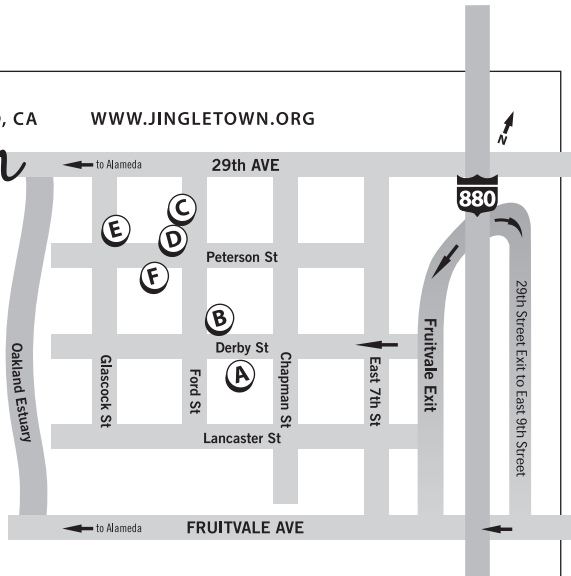 , CA WWW.JINGLETOWN.ORG
N
to Alameda 29th AVE
880
C
E
D
Peterson St
F
B
Derby St
A
Oakland Estuary
Glascock St
Ford St
Chapman St
East 7th St
Fruitvale Exit
29th Street Exit to East 9th Street
Lancaster St
to Alameda FRUITVALE AVE